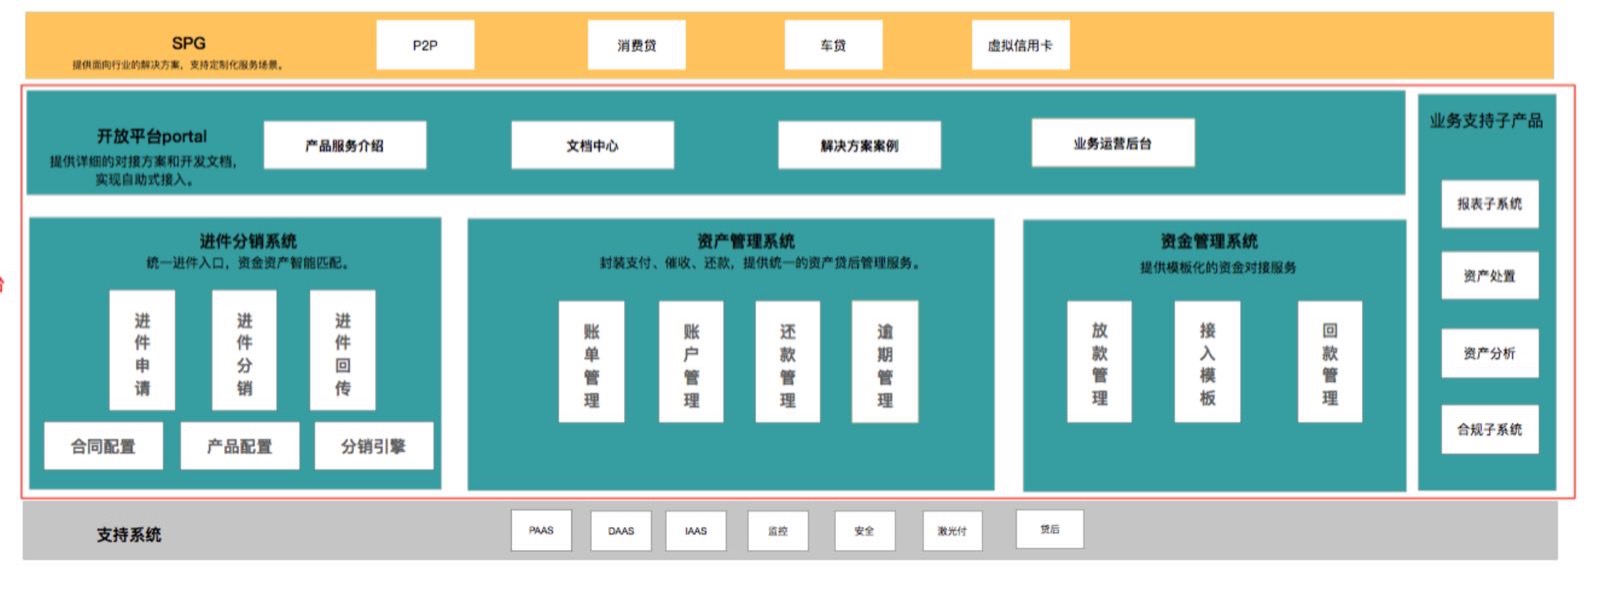 SPG
提供面向行业的解决方案，支持定制化服务场景。
P2P
消费贷
车贷
虚拟信用卡
开放平台portal
提供详细的对接方案和开发文档，
实现自助式接入。
产品服务介绍
文档中心
解决方案案例
业务运营后台
业务支持子产品
报表子系统
资产处置
资产分析
合规子系统
进件分销系统
统一进件入口，资金资产智能匹配。
进件申请
进件分销
进件回传
合同配置
产品配置
分销引擎
资产管理系统
封装支付、催收、还款，提供统一的资产贷后管理服务。
账单管理
账户管理
还款管理
逾期管理
资金管理系统
提供模板化的资金对接服务
放款管理
接入模板
回款管理
支持系统
PAAS
DAAS
IAAS
监控
安全
激光付
贷后